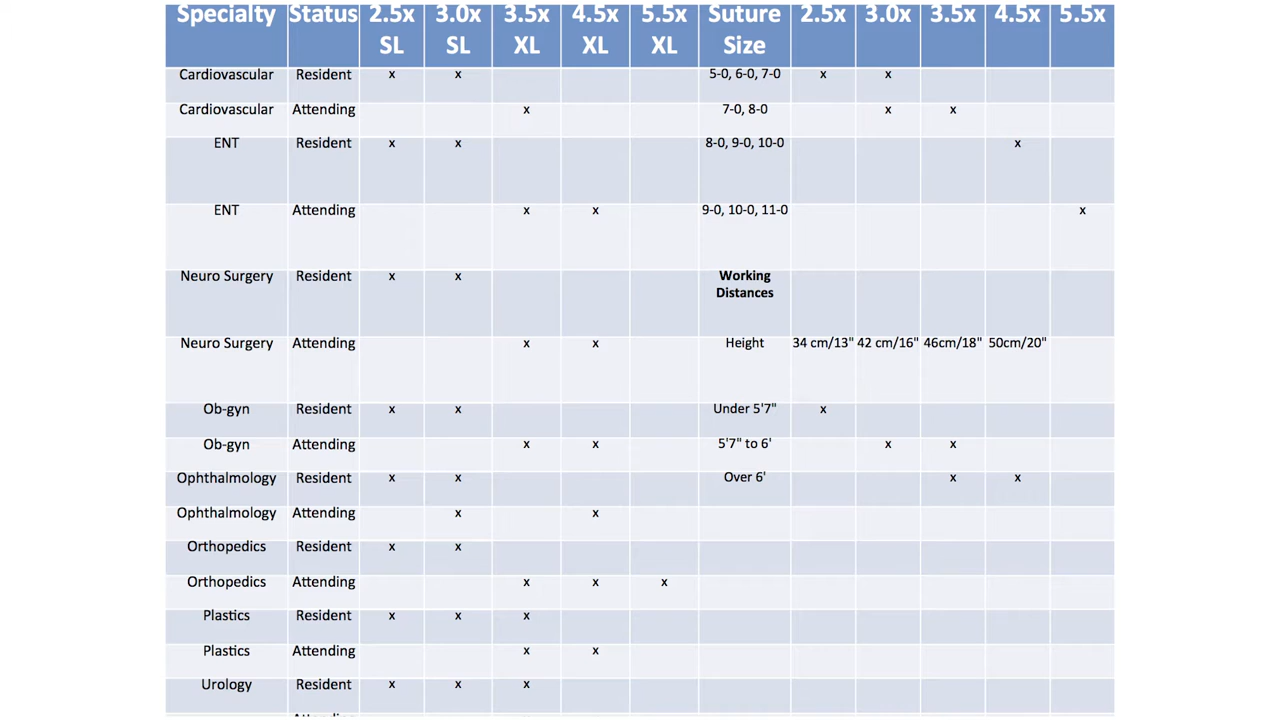 Specialty Status 2.5x SL 3.0x SL 3.5x XL 4.5x XL 5.5x XL Suture Size 2.5x 3.0x 3.5x 4.5x 5.5x
Cardiovascular Resident x x 5-0, 6-0, 7-0 x x
Cardiovascular Attending x 7-0, 8-0 x x
ENT Resident x x 8-0, 9-0, 10-0 x
ENT Attending x x 9-0, 10-0, 11-0 x
Neuro Surgery Resident x x Working Distances
Neuro Surgery Attending x x Height 34 cm/13" 42 cm/16" 46cm/18" 50cm/20"
Ob-gyn Resident x x Under 5'7" x
Ob-gyn Attending x x 5'7" to 6' x x
Ophthalmology Resident x x Over 6' x x
Ophthalmology Attending x x
Orthopedics Resident x x
Orthopedics Attending x x x
Plastics Resident x x x
Plastics Attending x x
Urology Resident x x x